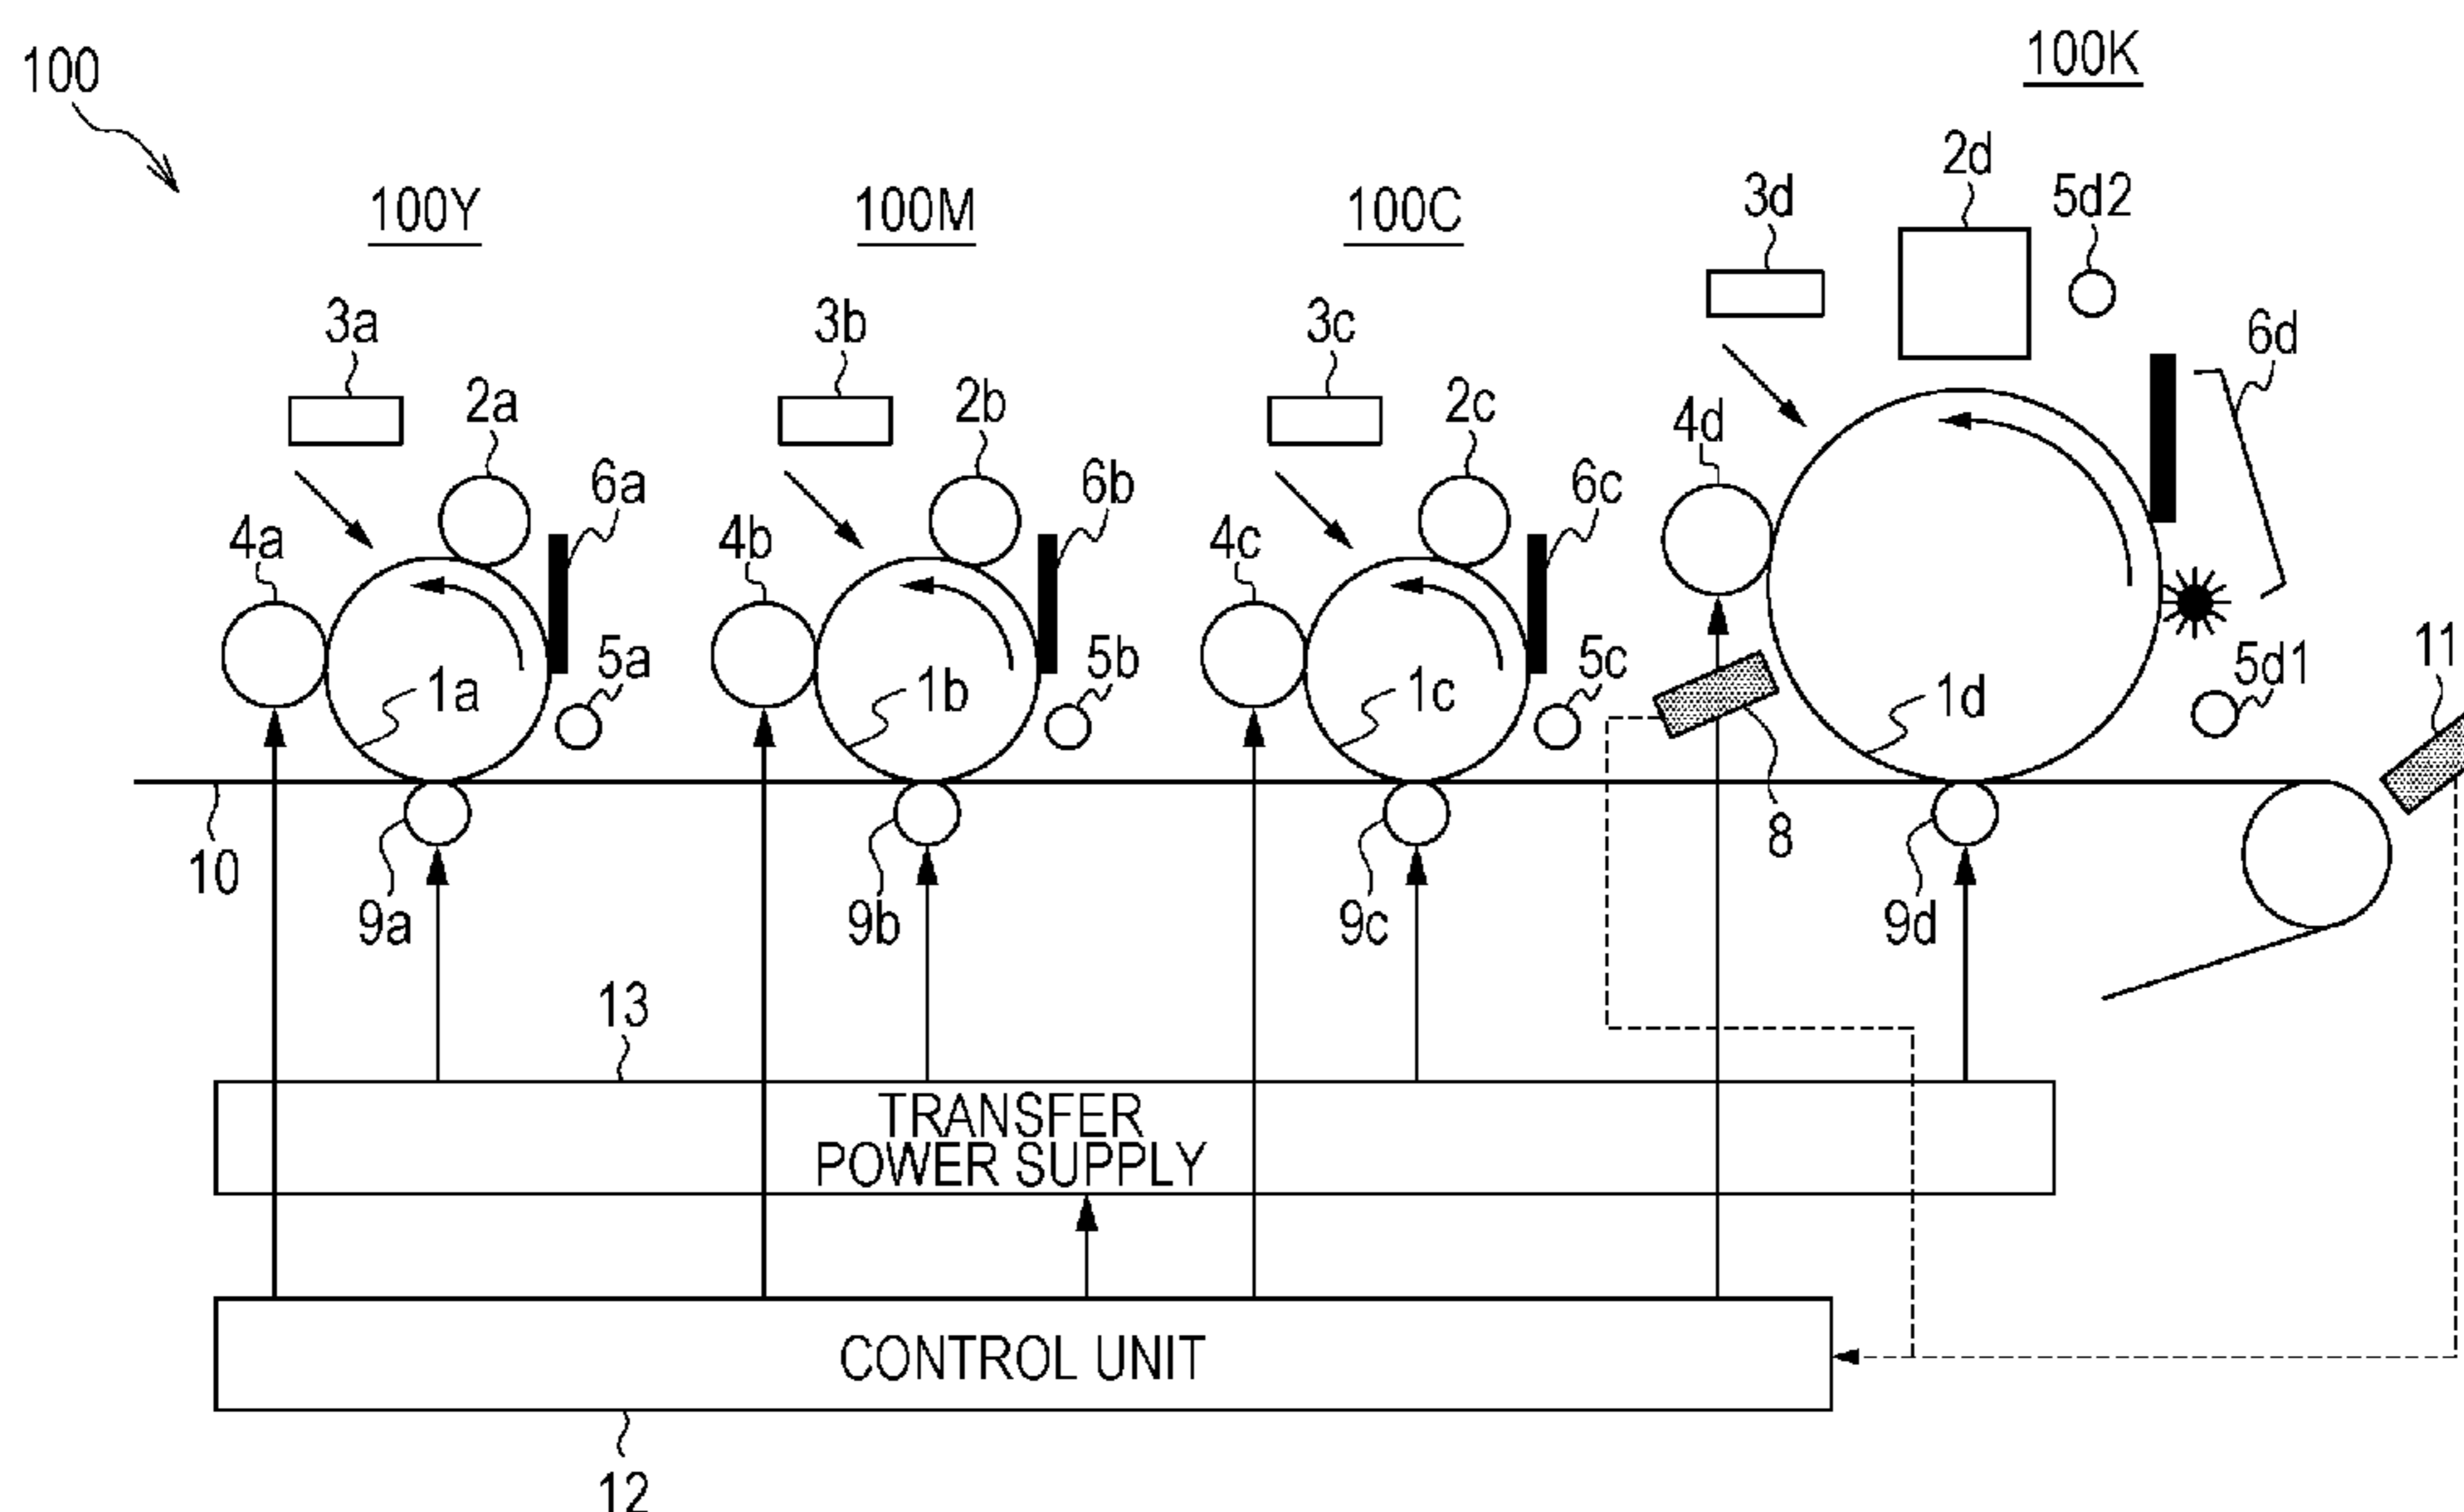 100
100K
100Y
100M
100C
3d
2d
5d2
3a
2a
3b
2b
3c
2c
6d
4a
6a
4b
6b
4c
6c
4d
1a
5a
1b
5b
1c
5c
1d
5d1
11
10
9a
9b
9c
8
9d
13
TRANSFER
POWER SUPPLY
CONTROL UNIT
12